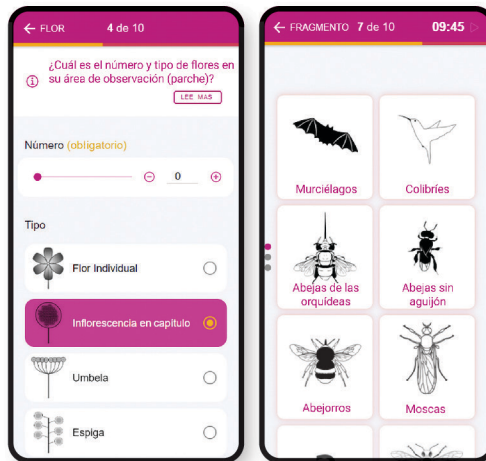 ← FLOR 4 de 10
¿Cuál es el número y tipo de flores en
su área de observación (parche)?
LEE MAS
Número (obligatorio)
0
Tipo
Flor Individual
Inflorescencia en capitulo
Umbela
Espiga
← FRAGMENTO 7 de 10 09:45
Murciélagos
Colibríes
Abejas de las
orquídeas
Abejas sin
aguijón
Abejorros
Moscas